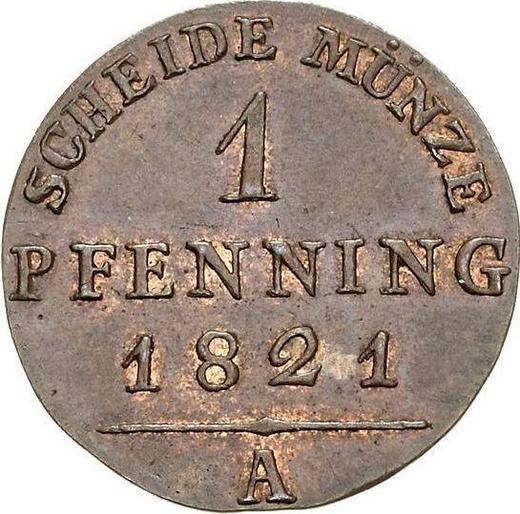 SCHEIDE MÜNZE
1
PFENNING
1821
A